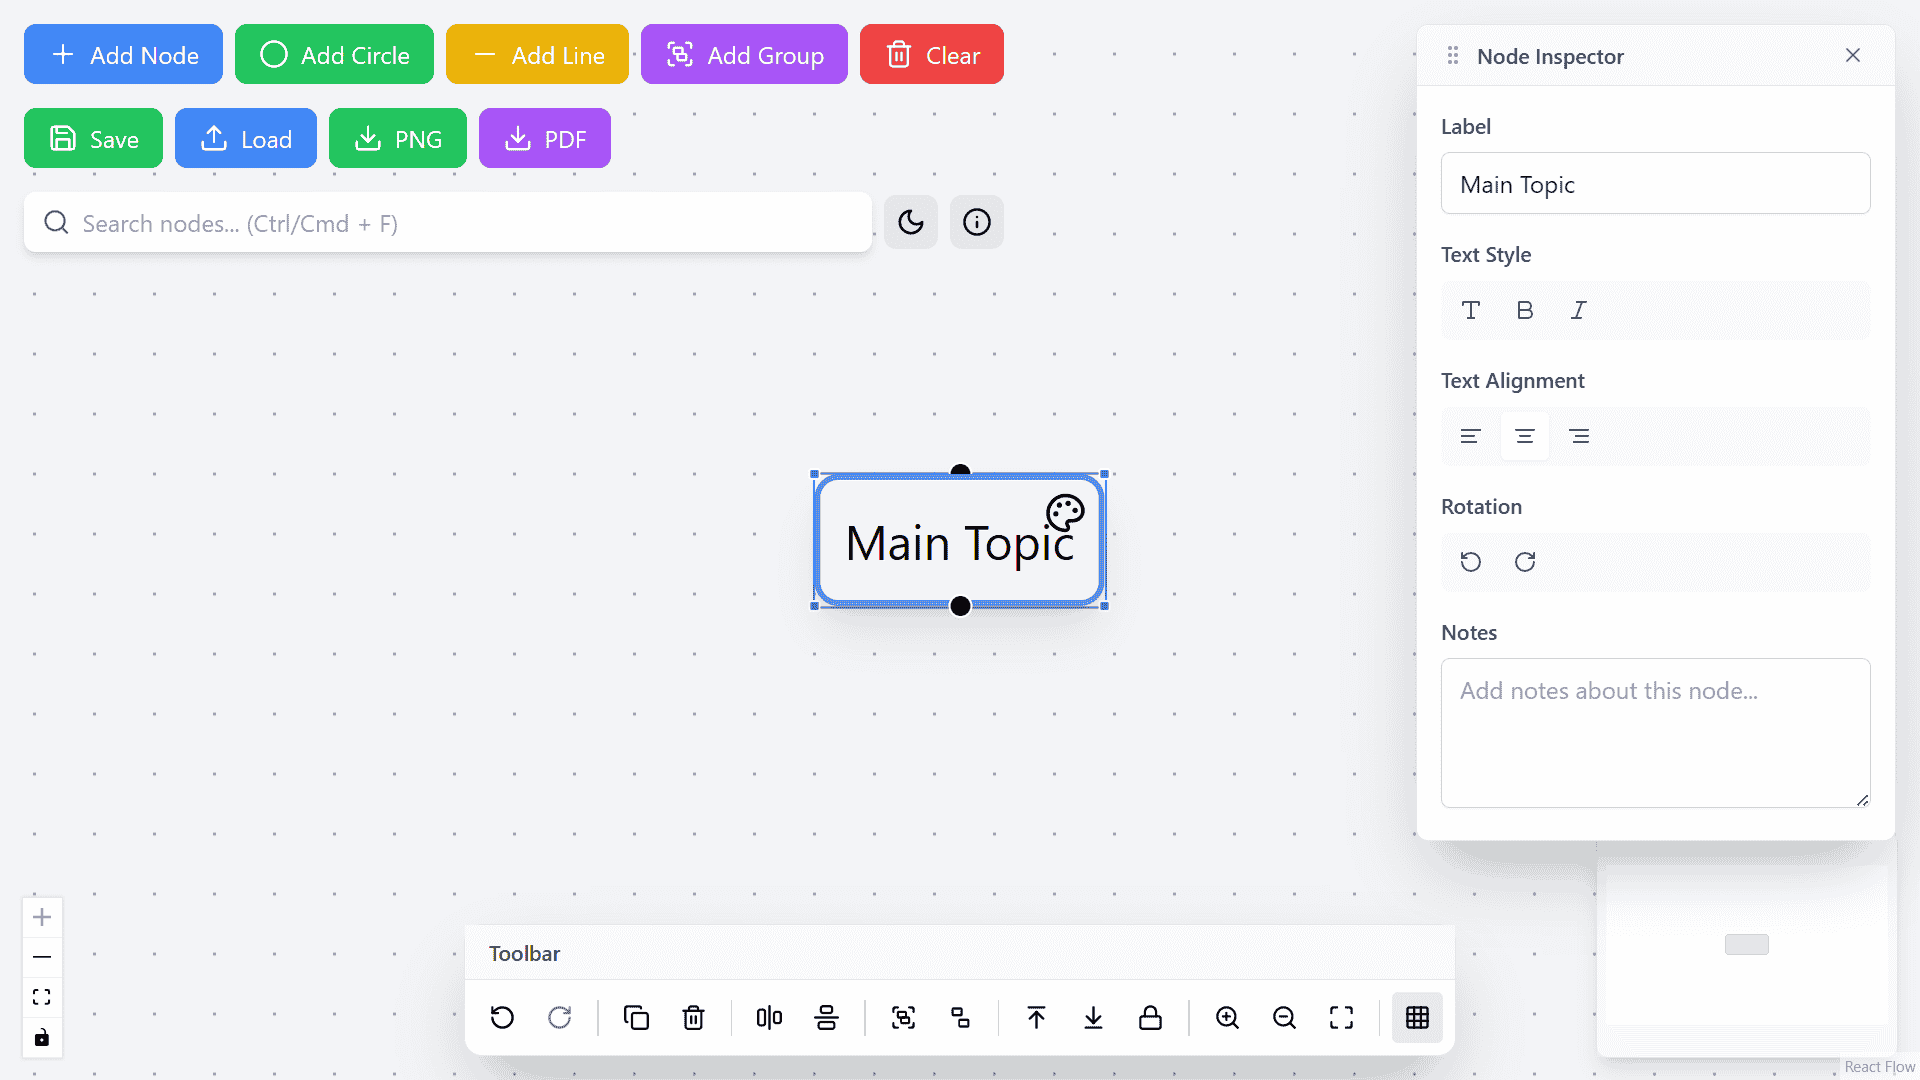 Add Node
Add Circle
Add Line
Add Group
Clear
Save
Load
PNG
PDF
Search nodes... (Ctrl/Cmd + F)
Main Topic
Node Inspector
Label
Main Topic
Text Style
Text Alignment
Rotation
Notes
Add notes about this node...
Toolbar
React Flow